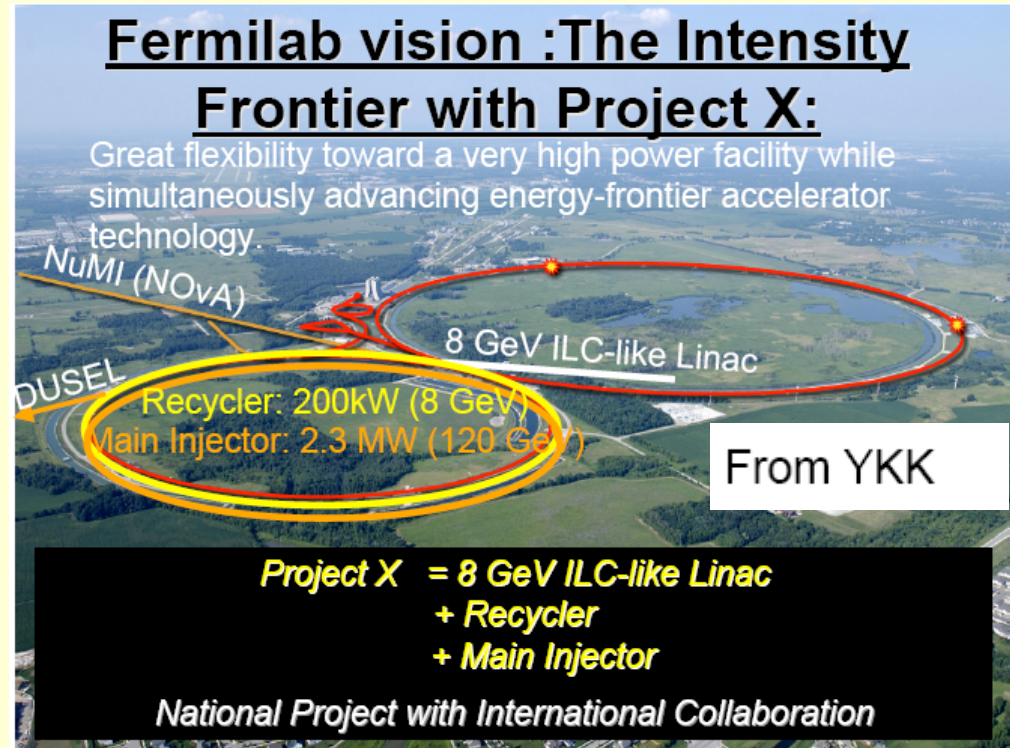 Fermilab vision :The Intensity
Frontier with Project X:
Great flexibility toward a very high power facility while
simultaneously advancing energy-frontier accelerator
technology.
NuMI (NOvA)
8 GeV ILC-like Linac
DUSEL
Recycler: 200kW (8 GeV)
Main Injector: 2.3 MW (120 GeV)
From YKK
Project X = 8 GeV ILC-like Linac
+ Recycler
+ Main Injector
National Project with International Collaboration